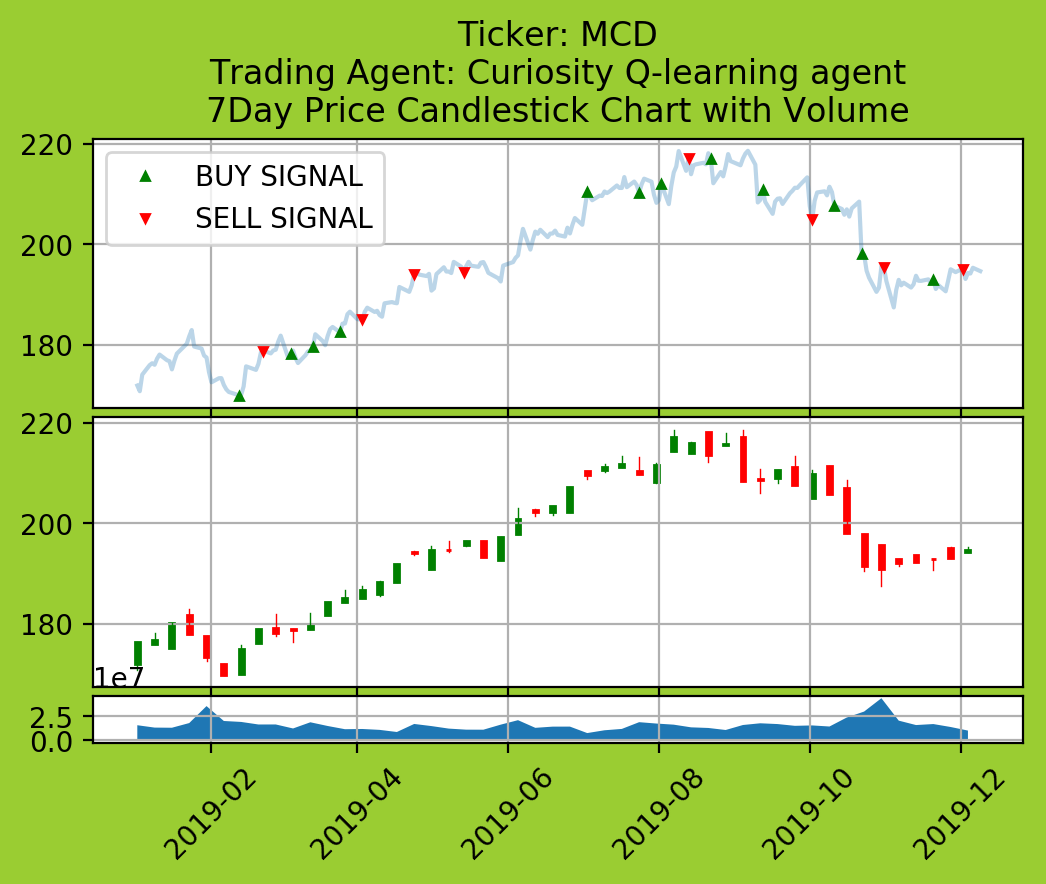 Ticker: MCD
Trading Agent: Curiosity Q-learning agent
7Day Price Candlestick Chart with Volume
220
200
180
BUY SIGNAL
SELL SIGNAL
220
200
180
1e7
2.5
0.0
2019-02
2019-04
2019-06
2019-08
2019-10
2019-12